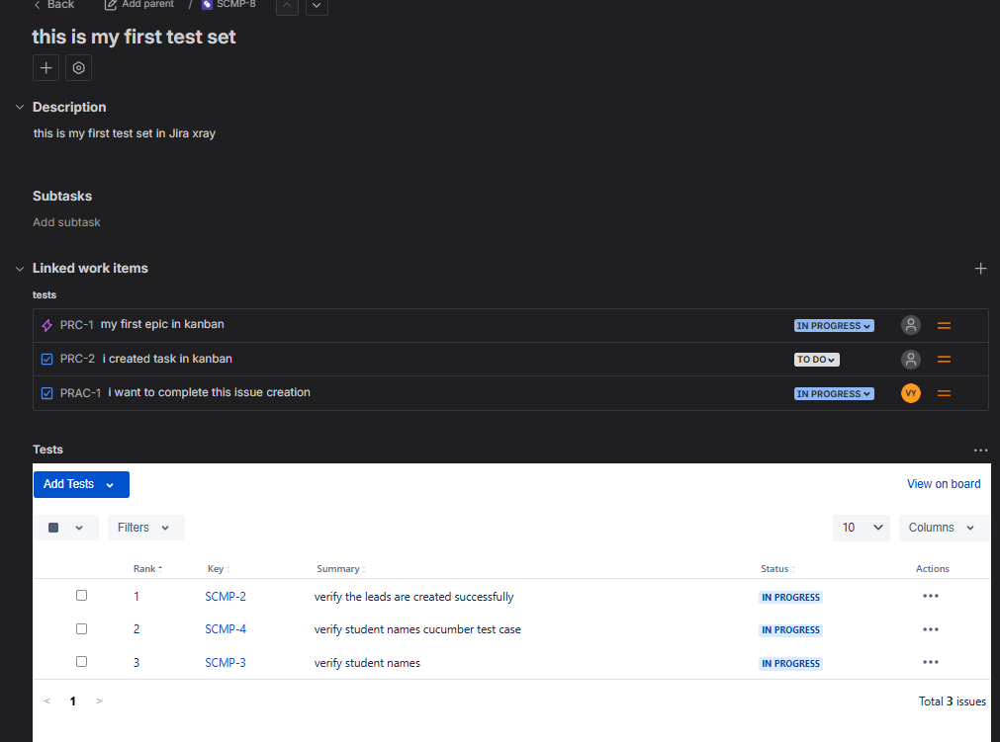 Back Add parent / SCMP-8
this is my first test set
Description
this is my first test set in Jira xray
Subtasks
Add subtask
Linked work items
tests
PRC-1 my first epic in kanban IN PROGRESS
PRC-2 i created task in kanban TO DO
PRAC-1 i want to complete this issue creation IN PROGRESS VY
Tests
Add Tests View on board
Filters 10 Columns
Rank Key Summary Status Actions
1 SCMP-2 verify the leads are created successfully IN PROGRESS
2 SCMP-4 verify student names cucumber test case IN PROGRESS
3 SCMP-3 verify student names IN PROGRESS
< 1 > Total 3 issues